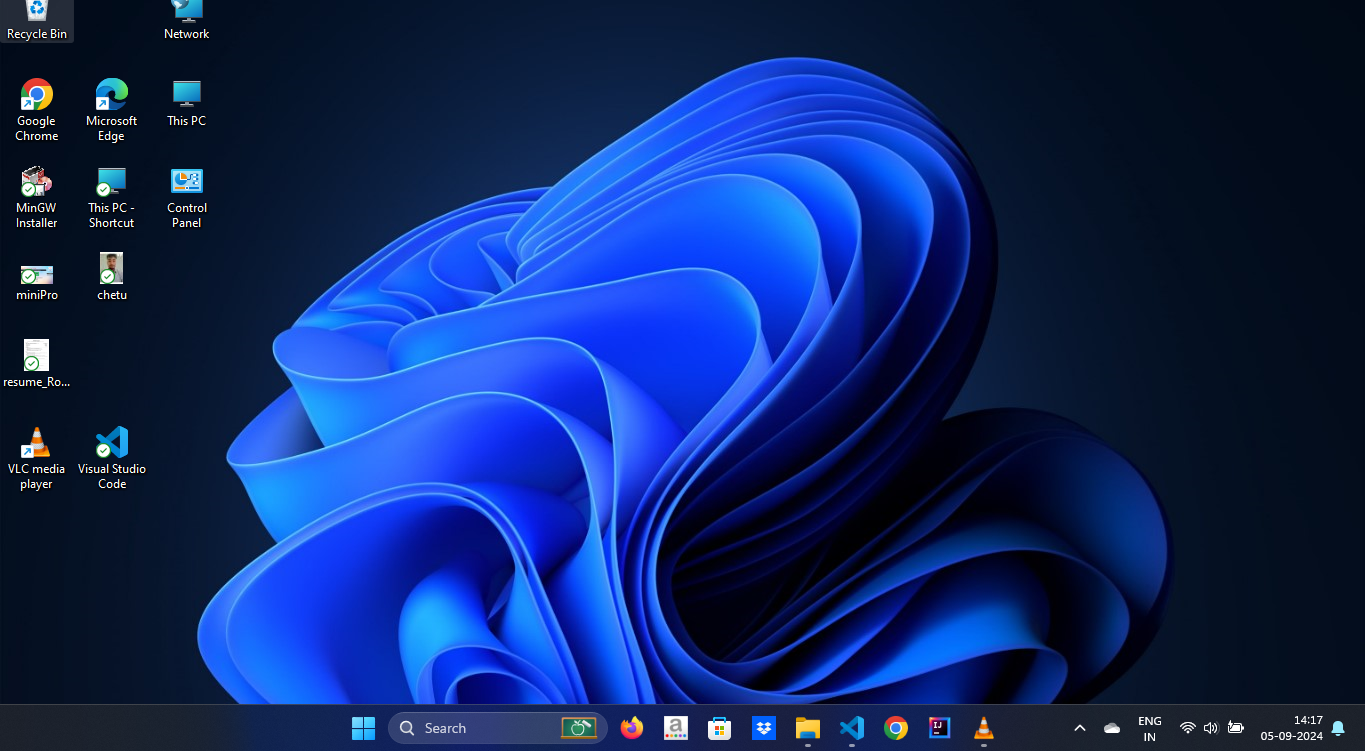 Recycle Bin
Network
Google
Chrome
Microsoft
Edge
This PC
MinGW
Installer
This PC -
Shortcut
Control
Panel
miniPro
chetu
resume_Ro...
VLC media
player
Visual Studio
Code
Search
a
IJ
ENG
IN
14:17
05-09-2024